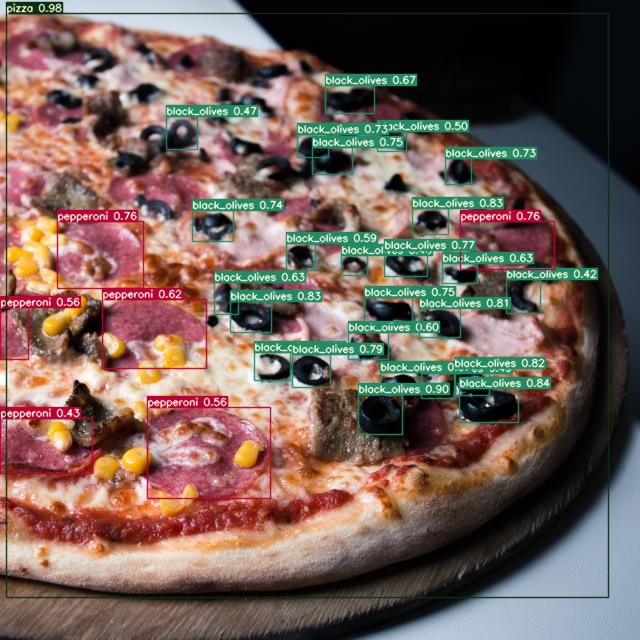 pizza 0.98
black_olives 0.67
black_olives 0.47
black_olives 0.73
black_olives 0.50
black_olives 0.75
black_olives 0.73
black_olives 0.74
black_olives 0.83
pepperoni 0.76
pepperoni 0.76
black_olives 0.59
black_olives 0.77
black_olives 0.63
black_olives 0.63
black_olives 0.42
black_olives 0.83
black_olives 0.75
black_olives 0.81
pepperoni 0.56
pepperoni 0.62
black_olives 0.60
black_olives 0.79
black_olives 0.82
black_olives 0.84
black_olives 0.90
pepperoni 0.43
pepperoni 0.56